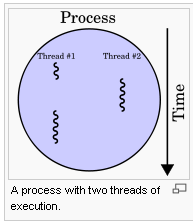 Process
Thread #1
Thread #2
Time
A process with two threads of
execution.